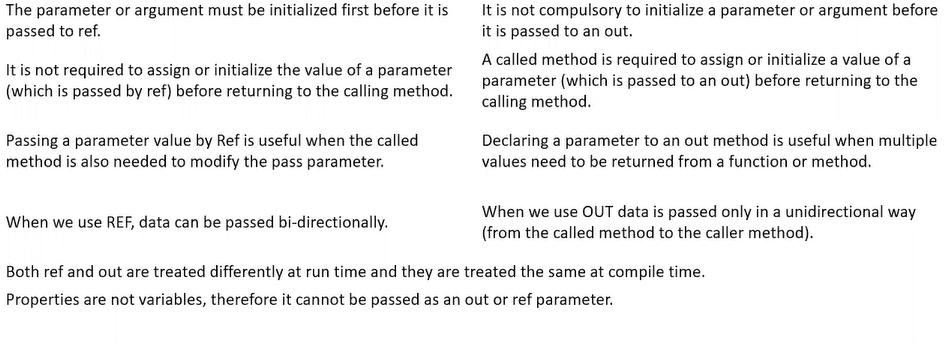 The parameter or argument must be initialized first before it is
passed to ref.
It is not compulsory to initialize a parameter or argument before
it is passed to an out.
It is not required to assign or initialize the value of a parameter
(which is passed by ref) before returning to the calling method.
A called method is required to assign or initialize a value of a
parameter (which is passed to an out) before returning to the
calling method.
Passing a parameter value by Ref is useful when the called
method is also needed to modify the pass parameter.
Declaring a parameter to an out method is useful when multiple
values need to be returned from a function or method.
When we use REF, data can be passed bi-directionally.
When we use OUT data is passed only in a unidirectional way
(from the called method to the caller method).
Both ref and out are treated differently at run time and they are treated the same at compile time.
Properties are not variables, therefore it cannot be passed as an out or ref parameter.